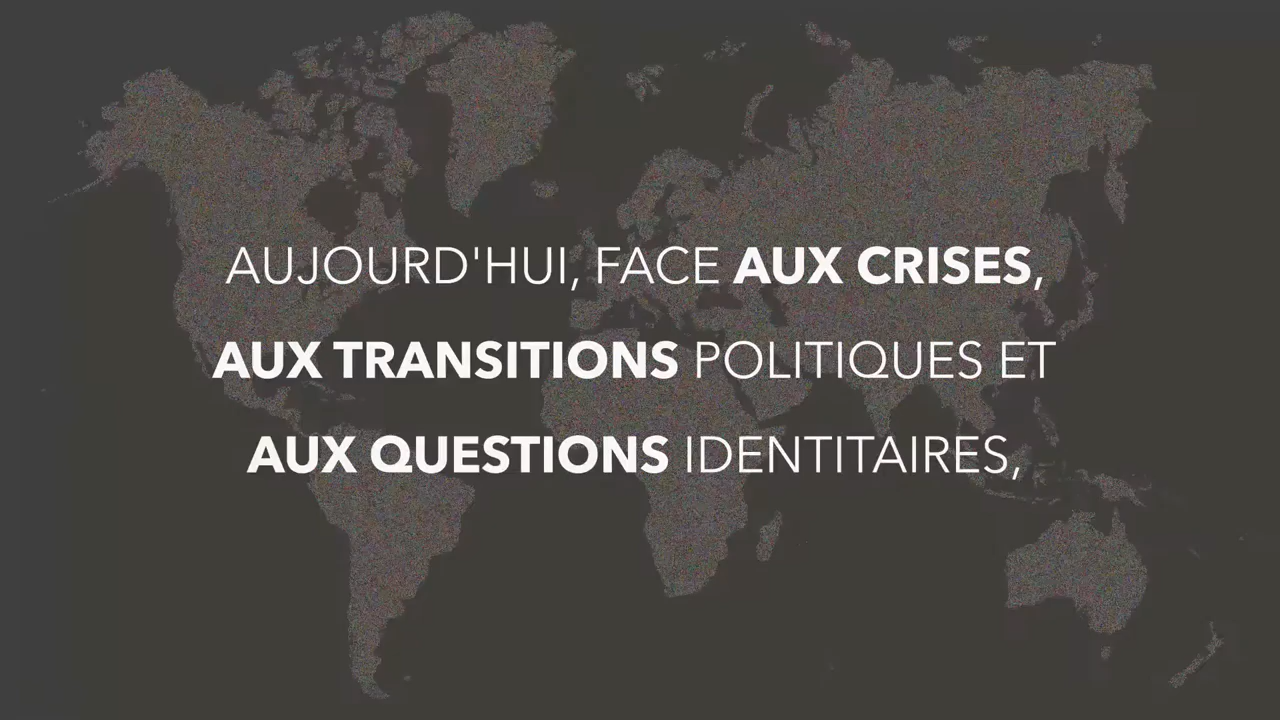 AUJOURD'HUI, FACE AUX CRISES,
AUX TRANSITIONS POLITIQUES ET
AUX QUESTIONS IDENTITAIRES,